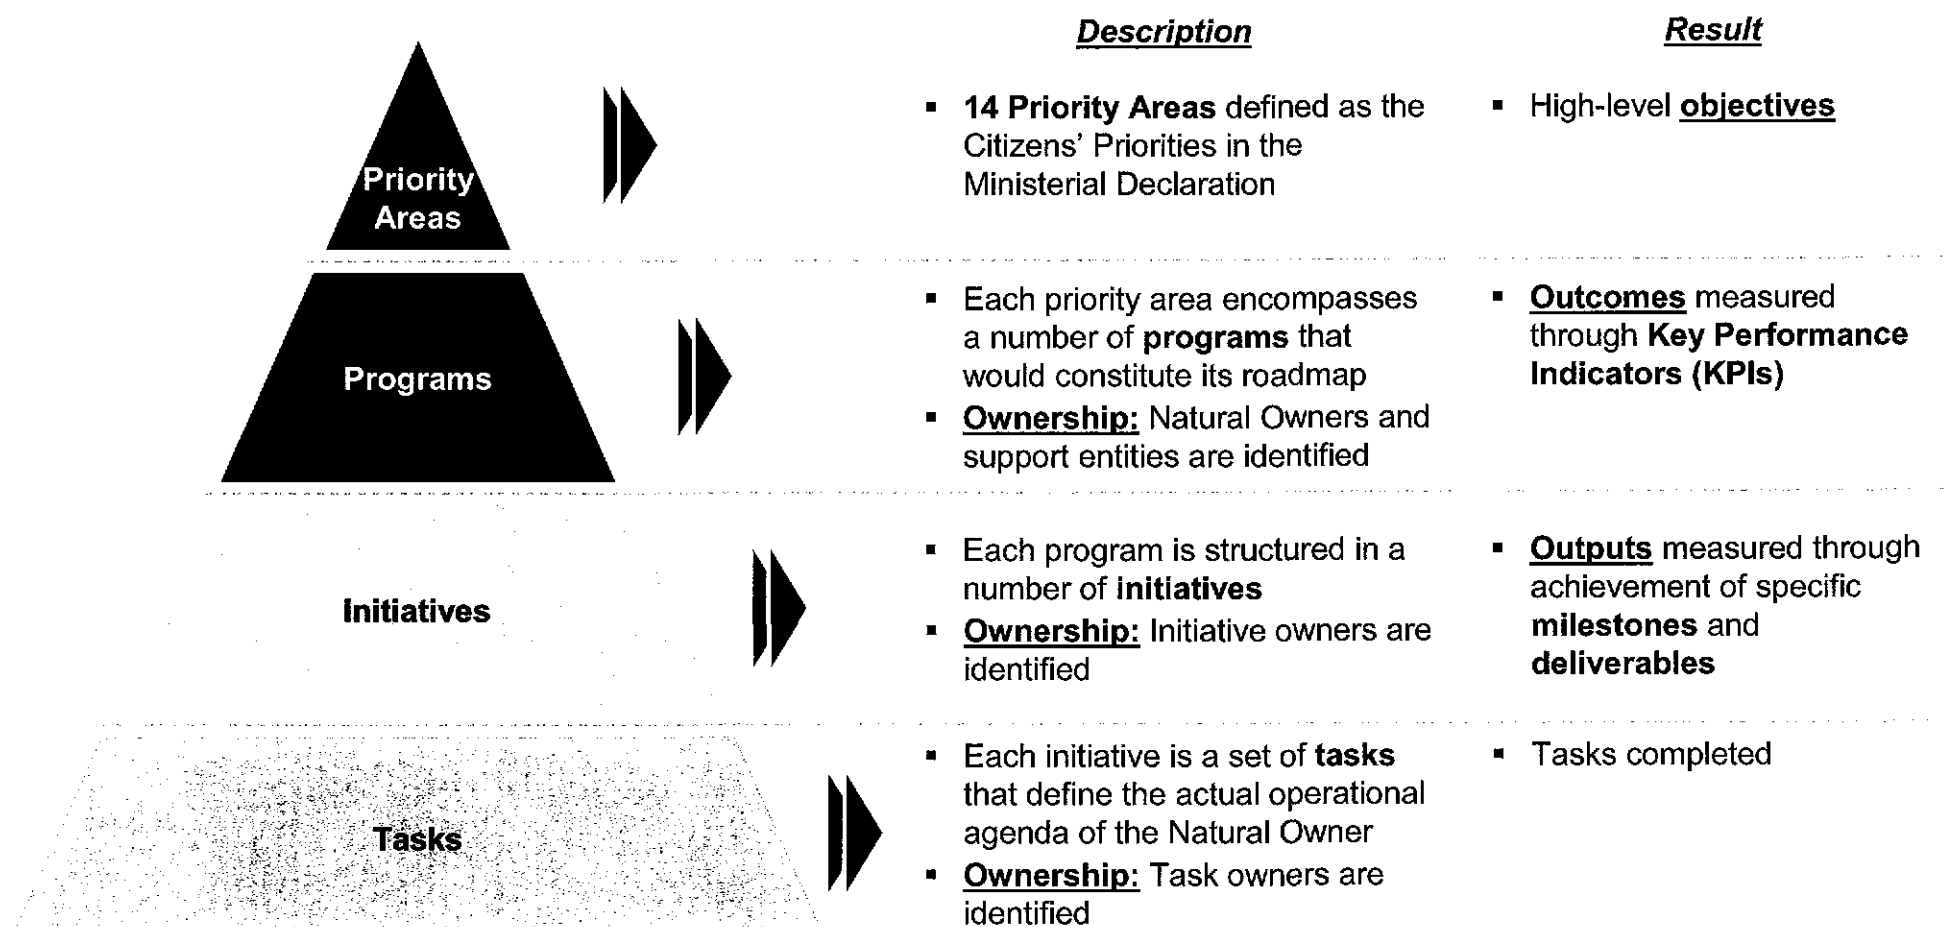 Description
Result
Priority
Areas
▪ 14 Priority Areas defined as the
Citizens' Priorities in the
Ministerial Declaration
▪ High-level objectives
Programs
▪ Each priority area encompasses
a number of programs that
would constitute its roadmap
▪ Ownership: Natural Owners and
support entities are identified
▪ Outcomes measured
through Key Performance
Indicators (KPIs)
Initiatives
▪ Each program is structured in a
number of initiatives
▪ Ownership: Initiative owners are
identified
▪ Outputs measured through
achievement of specific
milestones and
deliverables
Tasks
▪ Each initiative is a set of tasks
that define the actual operational
agenda of the Natural Owner
▪ Ownership: Task owners are
identified
▪ Tasks completed